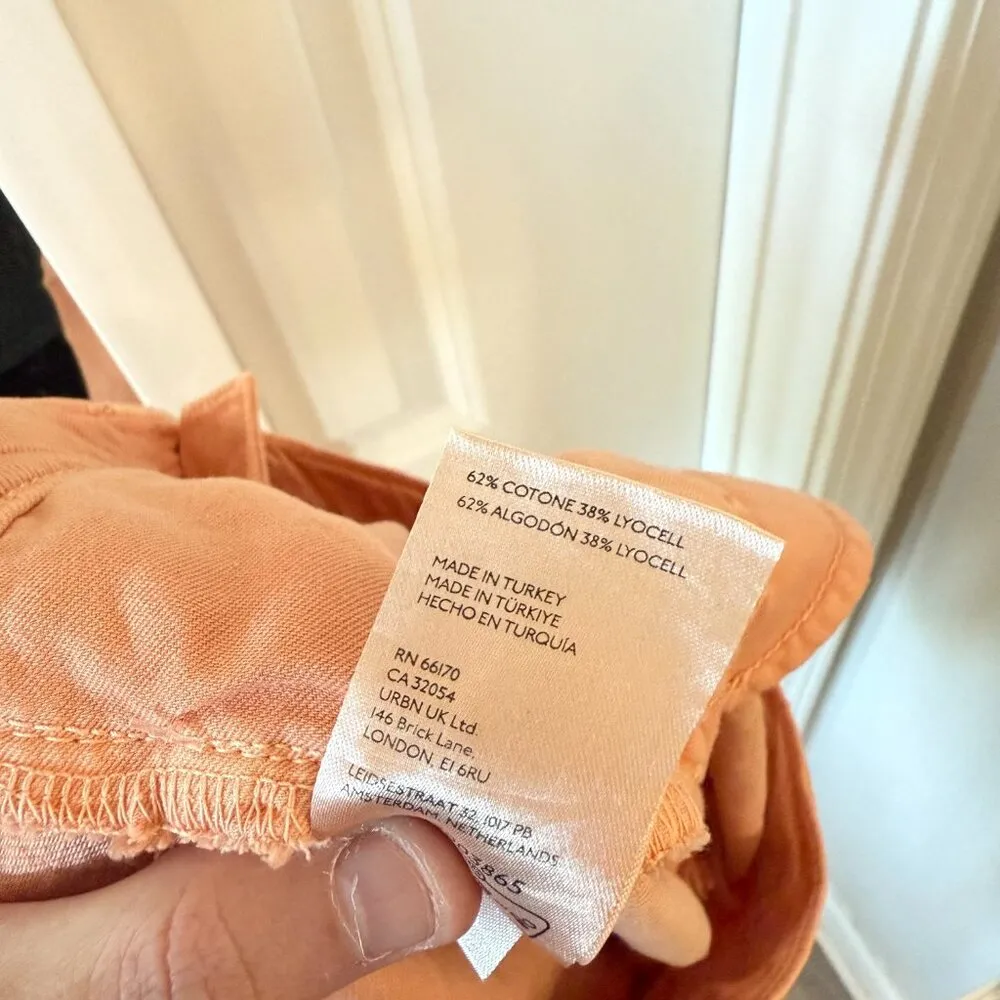 62% COTONE 38% LYOCELL
62% ALGODÓN 38% LYOCELL
MADE IN TURKEY
MADE IN TÜRKIYE
HECHO EN TURQUÍA
RN 66170
CA 32054
URBN UK Ltd.
146 Brick Lane,
LONDON, E1 6RU
LEIDSESTRAAT 32, 1017 PB
AMSTERDAM, NETHERLANDS